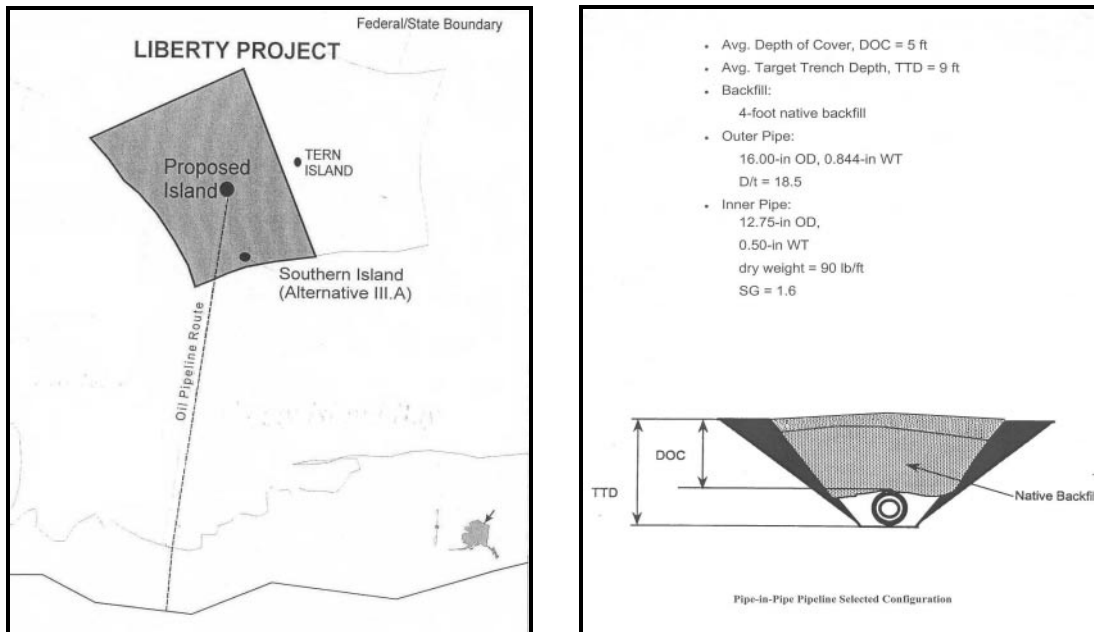 Federal/State Boundary
LIBERTY PROJECT
TERN
ISLAND
Proposed
Island
Southern Island
(Alternative III.A)
Oil Pipeline Route
• Avg. Depth of Cover, DOC = 5 ft
• Avg. Target Trench Depth, TTD = 9 ft
• Backfill:
4-foot native backfill
• Outer Pipe:
16.00-in OD, 0.844-in WT
D/t = 18.5
• Inner Pipe:
12.75-in OD,
0.50-in WT
dry weight = 90 lb/ft
SG = 1.6
DOC
TTD
Native Backfil
Pipe-in-Pipe Pipeline Selected Configuration